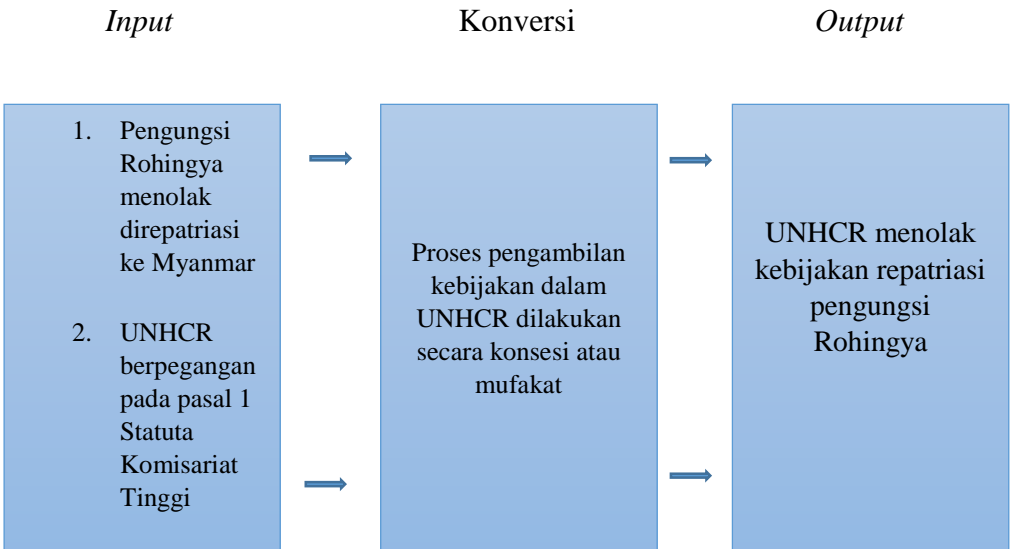 Input Konversi Output
1. Pengungsi
Rohingya
menolak
direpatriasi
ke Myanmar
2. UNHCR
berpegangan
pada pasal 1
Statuta
Komisariat
Tinggi
Proses pengambilan
kebijakan dalam
UNHCR dilakukan
secara konsesi atau
mufakat
UNHCR menolak
kebijakan repatriasi
pengungsi
Rohingya